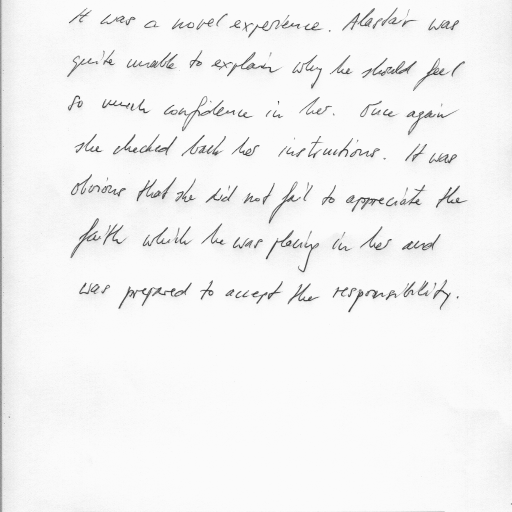 It was a novel experience. Alastair was
quite unable to explain why he should feel
so much confidence in her. Once again
she checked back her instructions. It was
obvious that she did not fail to appreciate the
faith which he was placing in her and
was prepared to accept the responsibility.